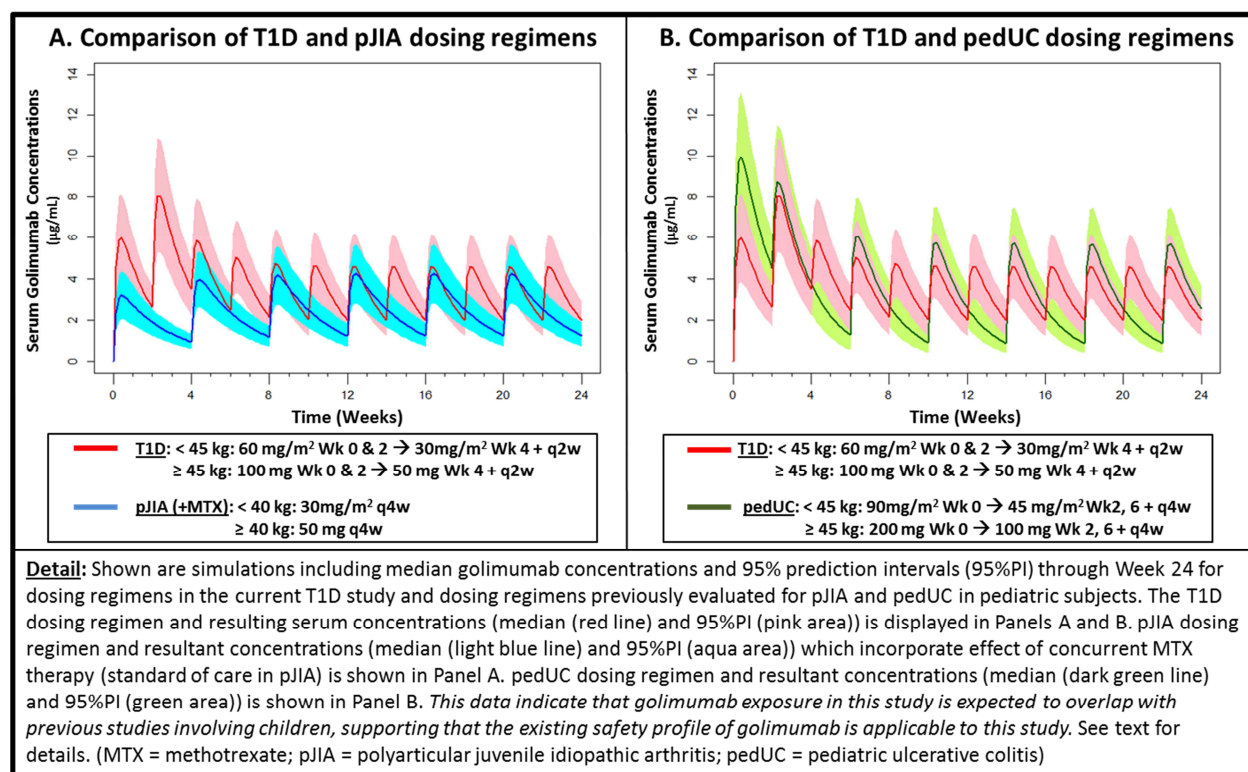 A. Comparison of T1D and pJIA dosing regimens
Serum Golimumab Concentrations
(µg/mL)
14
12
10
8
6
4
2
0
0 4 8 12 16 20 24
Time (Weeks)
T1D: < 45 kg: 60 mg/m² Wk 0 & 2 → 30mg/m² Wk 4 + q2w
≥ 45 kg: 100 mg Wk 0 & 2→ 50 mg Wk 4 + q2w
pJIA (+MTX): < 40 kg: 30mg/m² q4w
≥ 40 kg: 50 mg q4w
B. Comparison of T1D and pedUC dosing regimens
Serum Golimumab Concentrations
(µg/mL)
14
12
10
8
6
4
2
0
0 4 8 12 16 20 24
Time (Weeks)
T1D: < 45 kg: 60 mg/m² Wk 0 & 2 → 30mg/m² Wk 4 + q2w
≥ 45 kg: 100 mg Wk 0 & 2→ 50 mg Wk 4 + q2w
pedUC: < 45 kg: 90mg/m² Wk 0 → 45 mg/m² Wk2, 6 + q4w
≥ 45 kg: 200 mg Wk 0 → 100 mg Wk 2, 6 + q4w
Detail: Shown are simulations including median golimumab concentrations and 95% prediction intervals (95%PI) through Week 24 for
dosing regimens in the current T1D study and dosing regimens previously evaluated for pJIA and pedUC in pediatric subjects. The T1D
dosing regimen and resulting serum concentrations (median (red line) and 95%PI (pink area)) is displayed in Panels A and B. pJIA dosing
regimen and resultant concentrations (median (light blue line) and 95%PI (aqua area)) which incorporate effect of concurrent MTX
therapy (standard of care in pJIA) is shown in Panel A. pedUC dosing regimen and resultant concentrations (median (dark green line)
and 95%PI (green area)) is shown in Panel B. This data indicate that golimumab exposure in this study is expected to overlap with
previous studies involving children, supporting that the existing safety profile of golimumab is applicable to this study. See text for
details. (MTX = methotrexate; pJIA = polyarticular juvenile idiopathic arthritis; pedUC = pediatric ulcerative colitis)